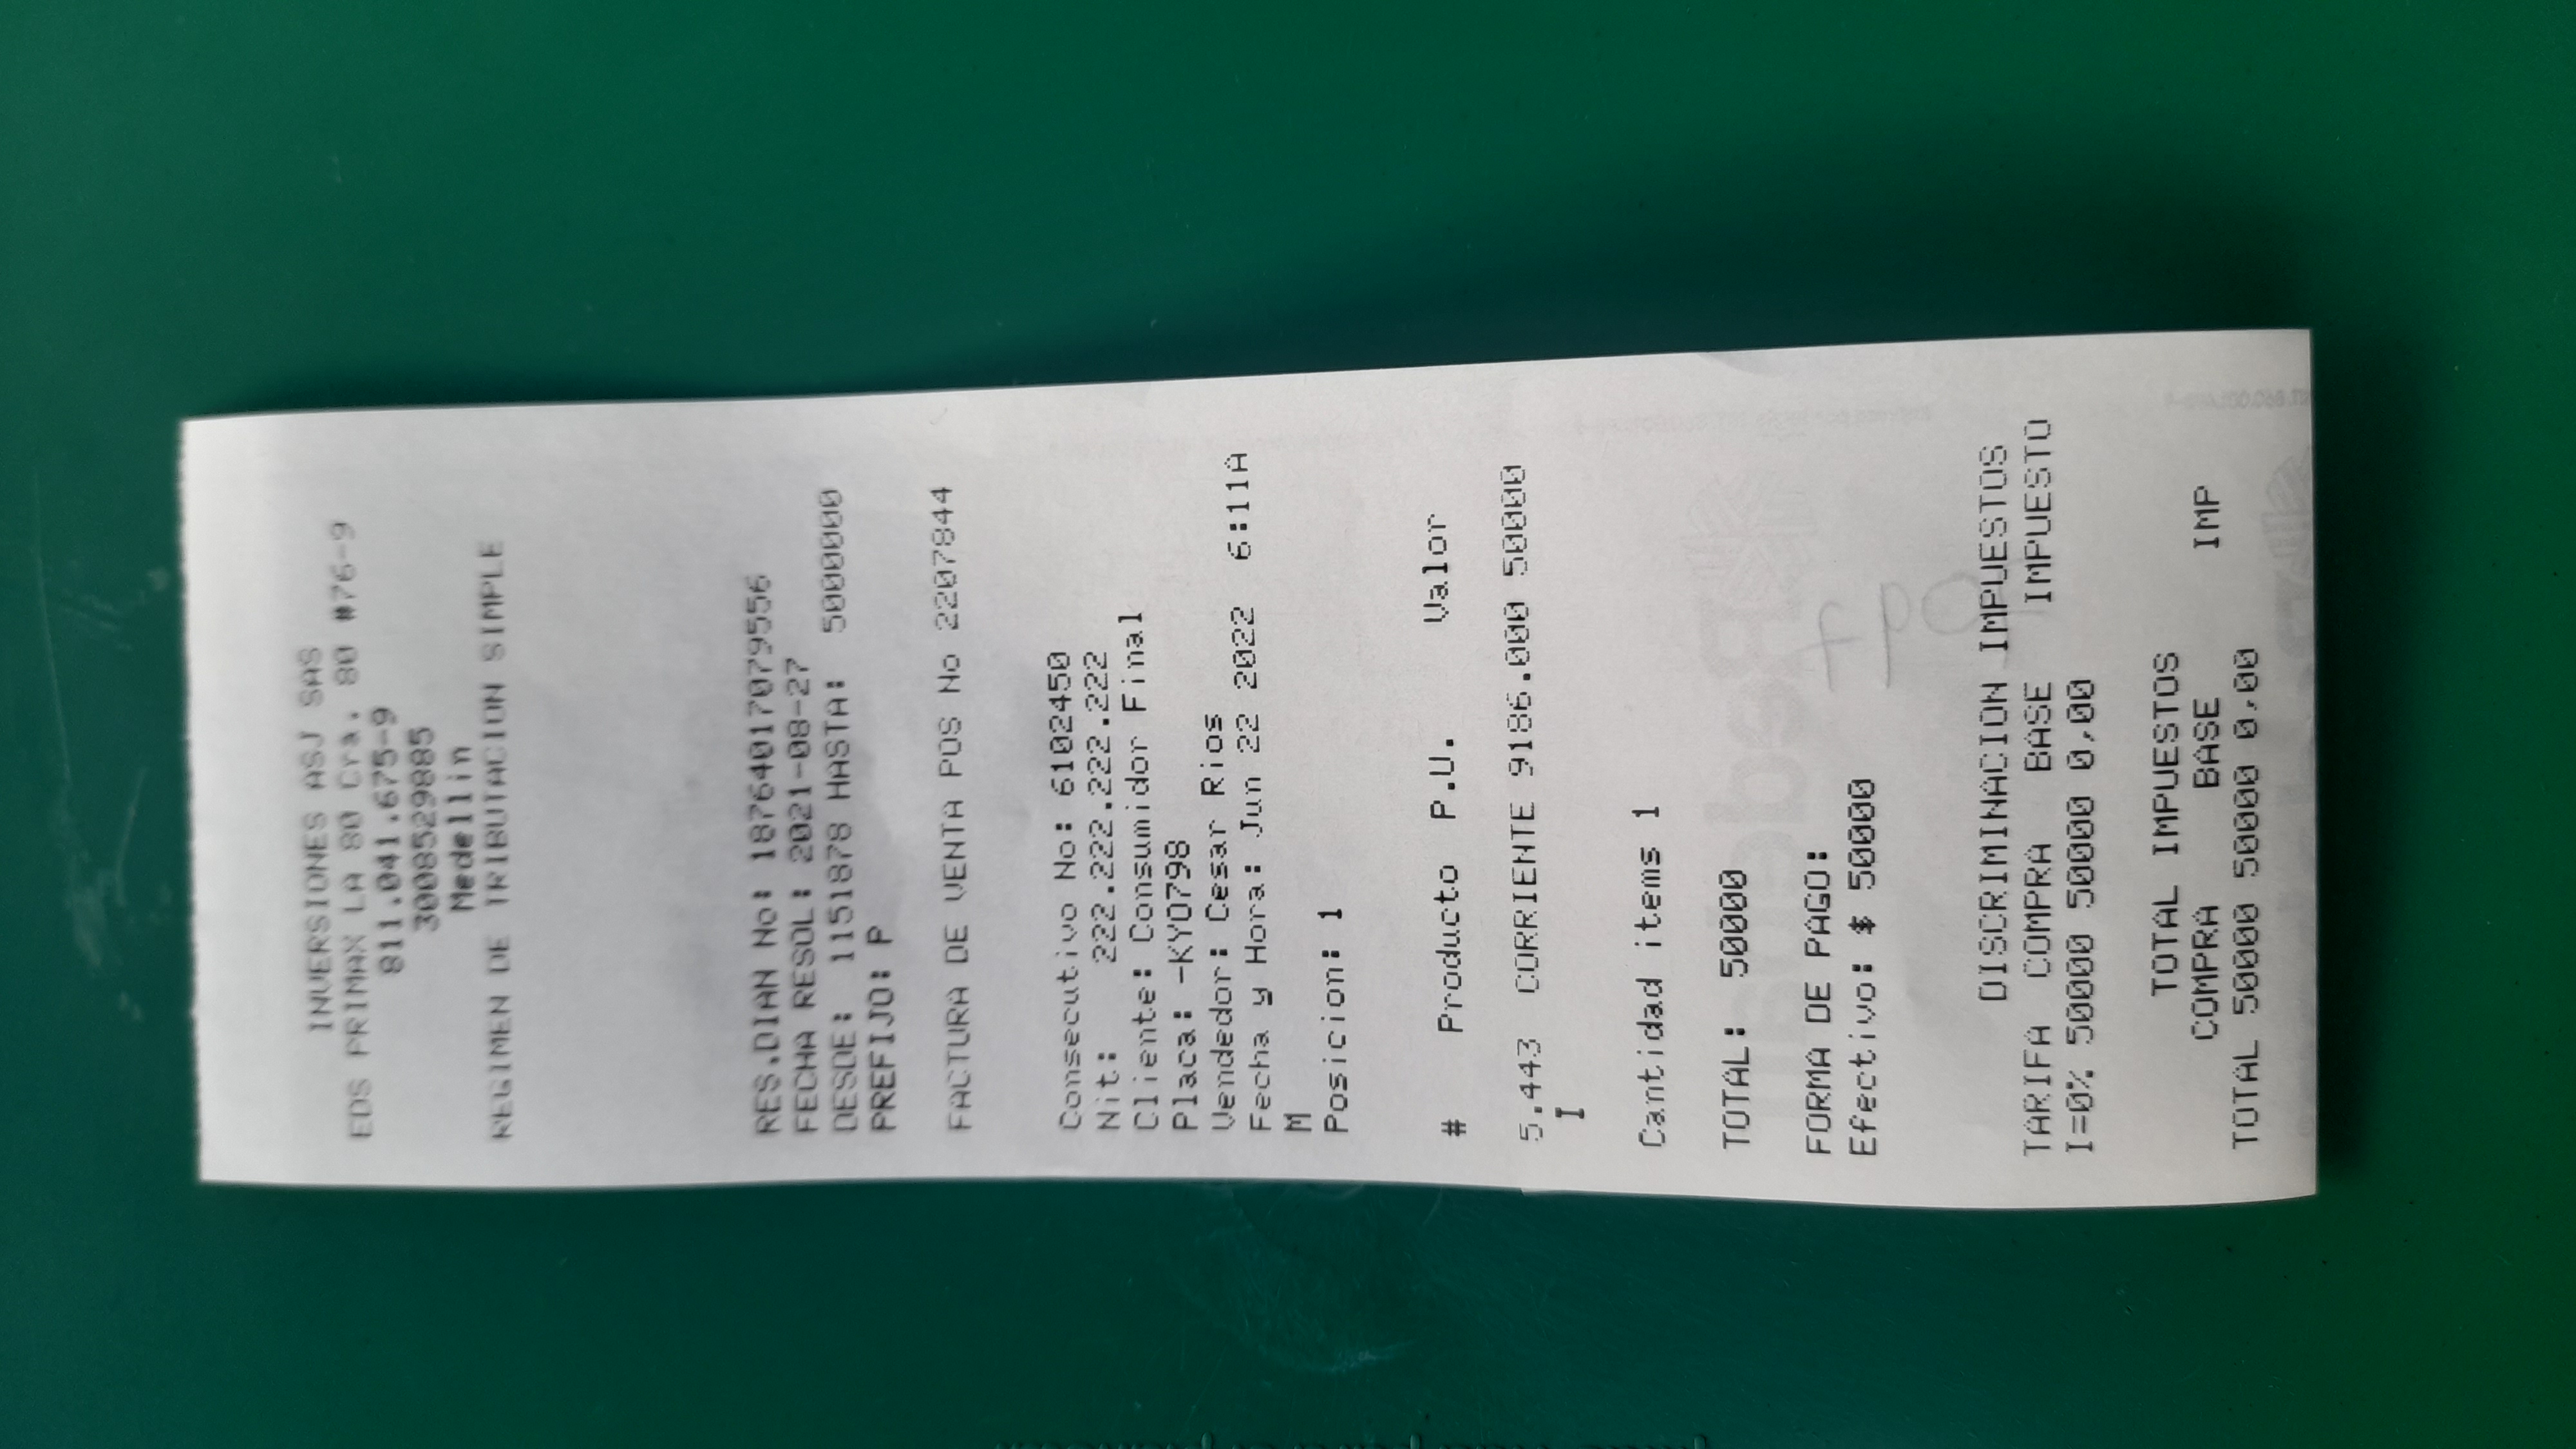 INVERSIONES ASJ SAS
EDS PRIMAX LA 80 Cra. 80 #76-9
811.041.675-9
3008529885
Medellin
REGIMEN DE TRIBUTACION SIMPLE
RES.DIAN No: 18764017079556
FECHA RESOL: 2021-08-27
DESDE: 1151878 HASTA: 5000000
PREFIJO: P
FACTURA DE VENTA POS No 2207844
Consecutivo No: 6102450
Nit: 222.222.222.222
Cliente: Consumidor Final
Placa: -KYO798
Vendedor: Cesar Rios
Fecha y Hora: Jun 22 2022 6:11A
M
Posicion: 1
# Producto P.U. Valor
5.443 CORRIENTE 9186.000 50000
I
Cantidad items 1
TOTAL: 50000
FORMA DE PAGO:
Efectivo: $ 50000
DISCRIMINACION IMPUESTOS
TARIFA COMPRA BASE IMPUESTO
I=0% 50000 50000 0,00
TOTAL IMPUESTOS
COMPRA BASE IMP
TOTAL 50000 50000 0,00